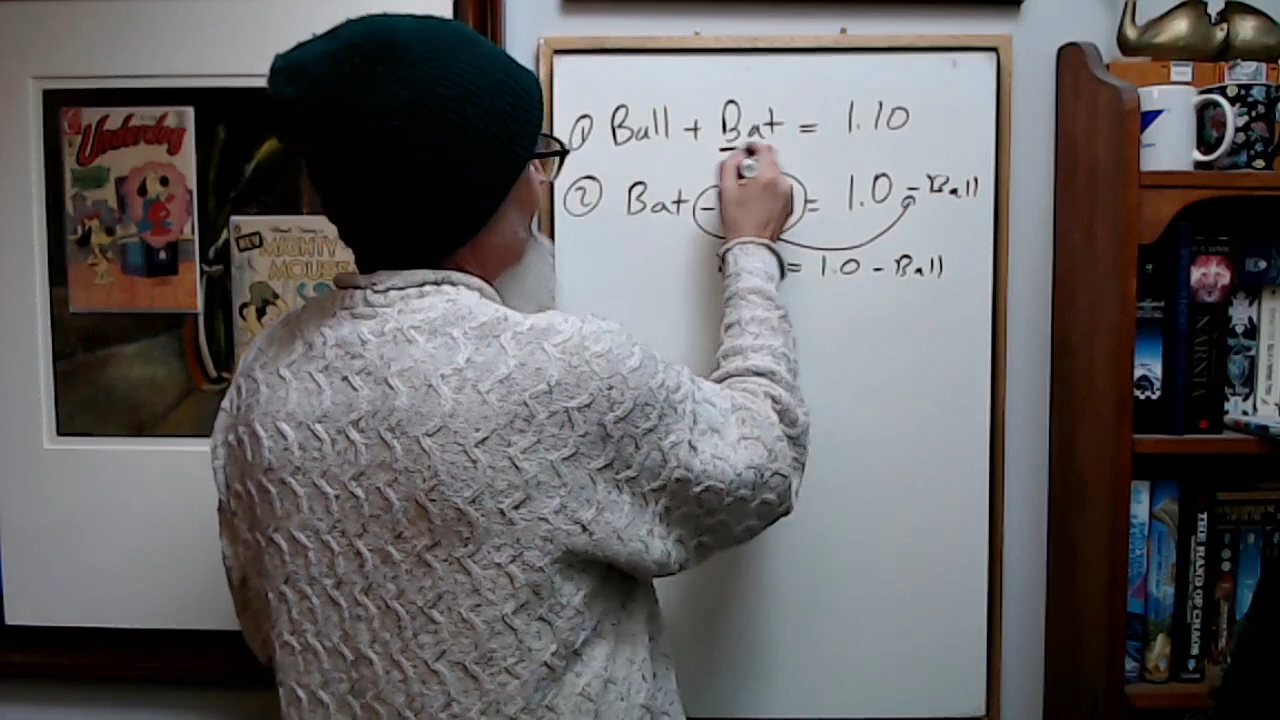 ① Ball + Bat = 1.10
② Bat - = 1.0 - Ball
= 1.0 - Ball
Underdog
NEW
MIGHTY
MOUSE
NARNIA
THE HAND OF CHAOS